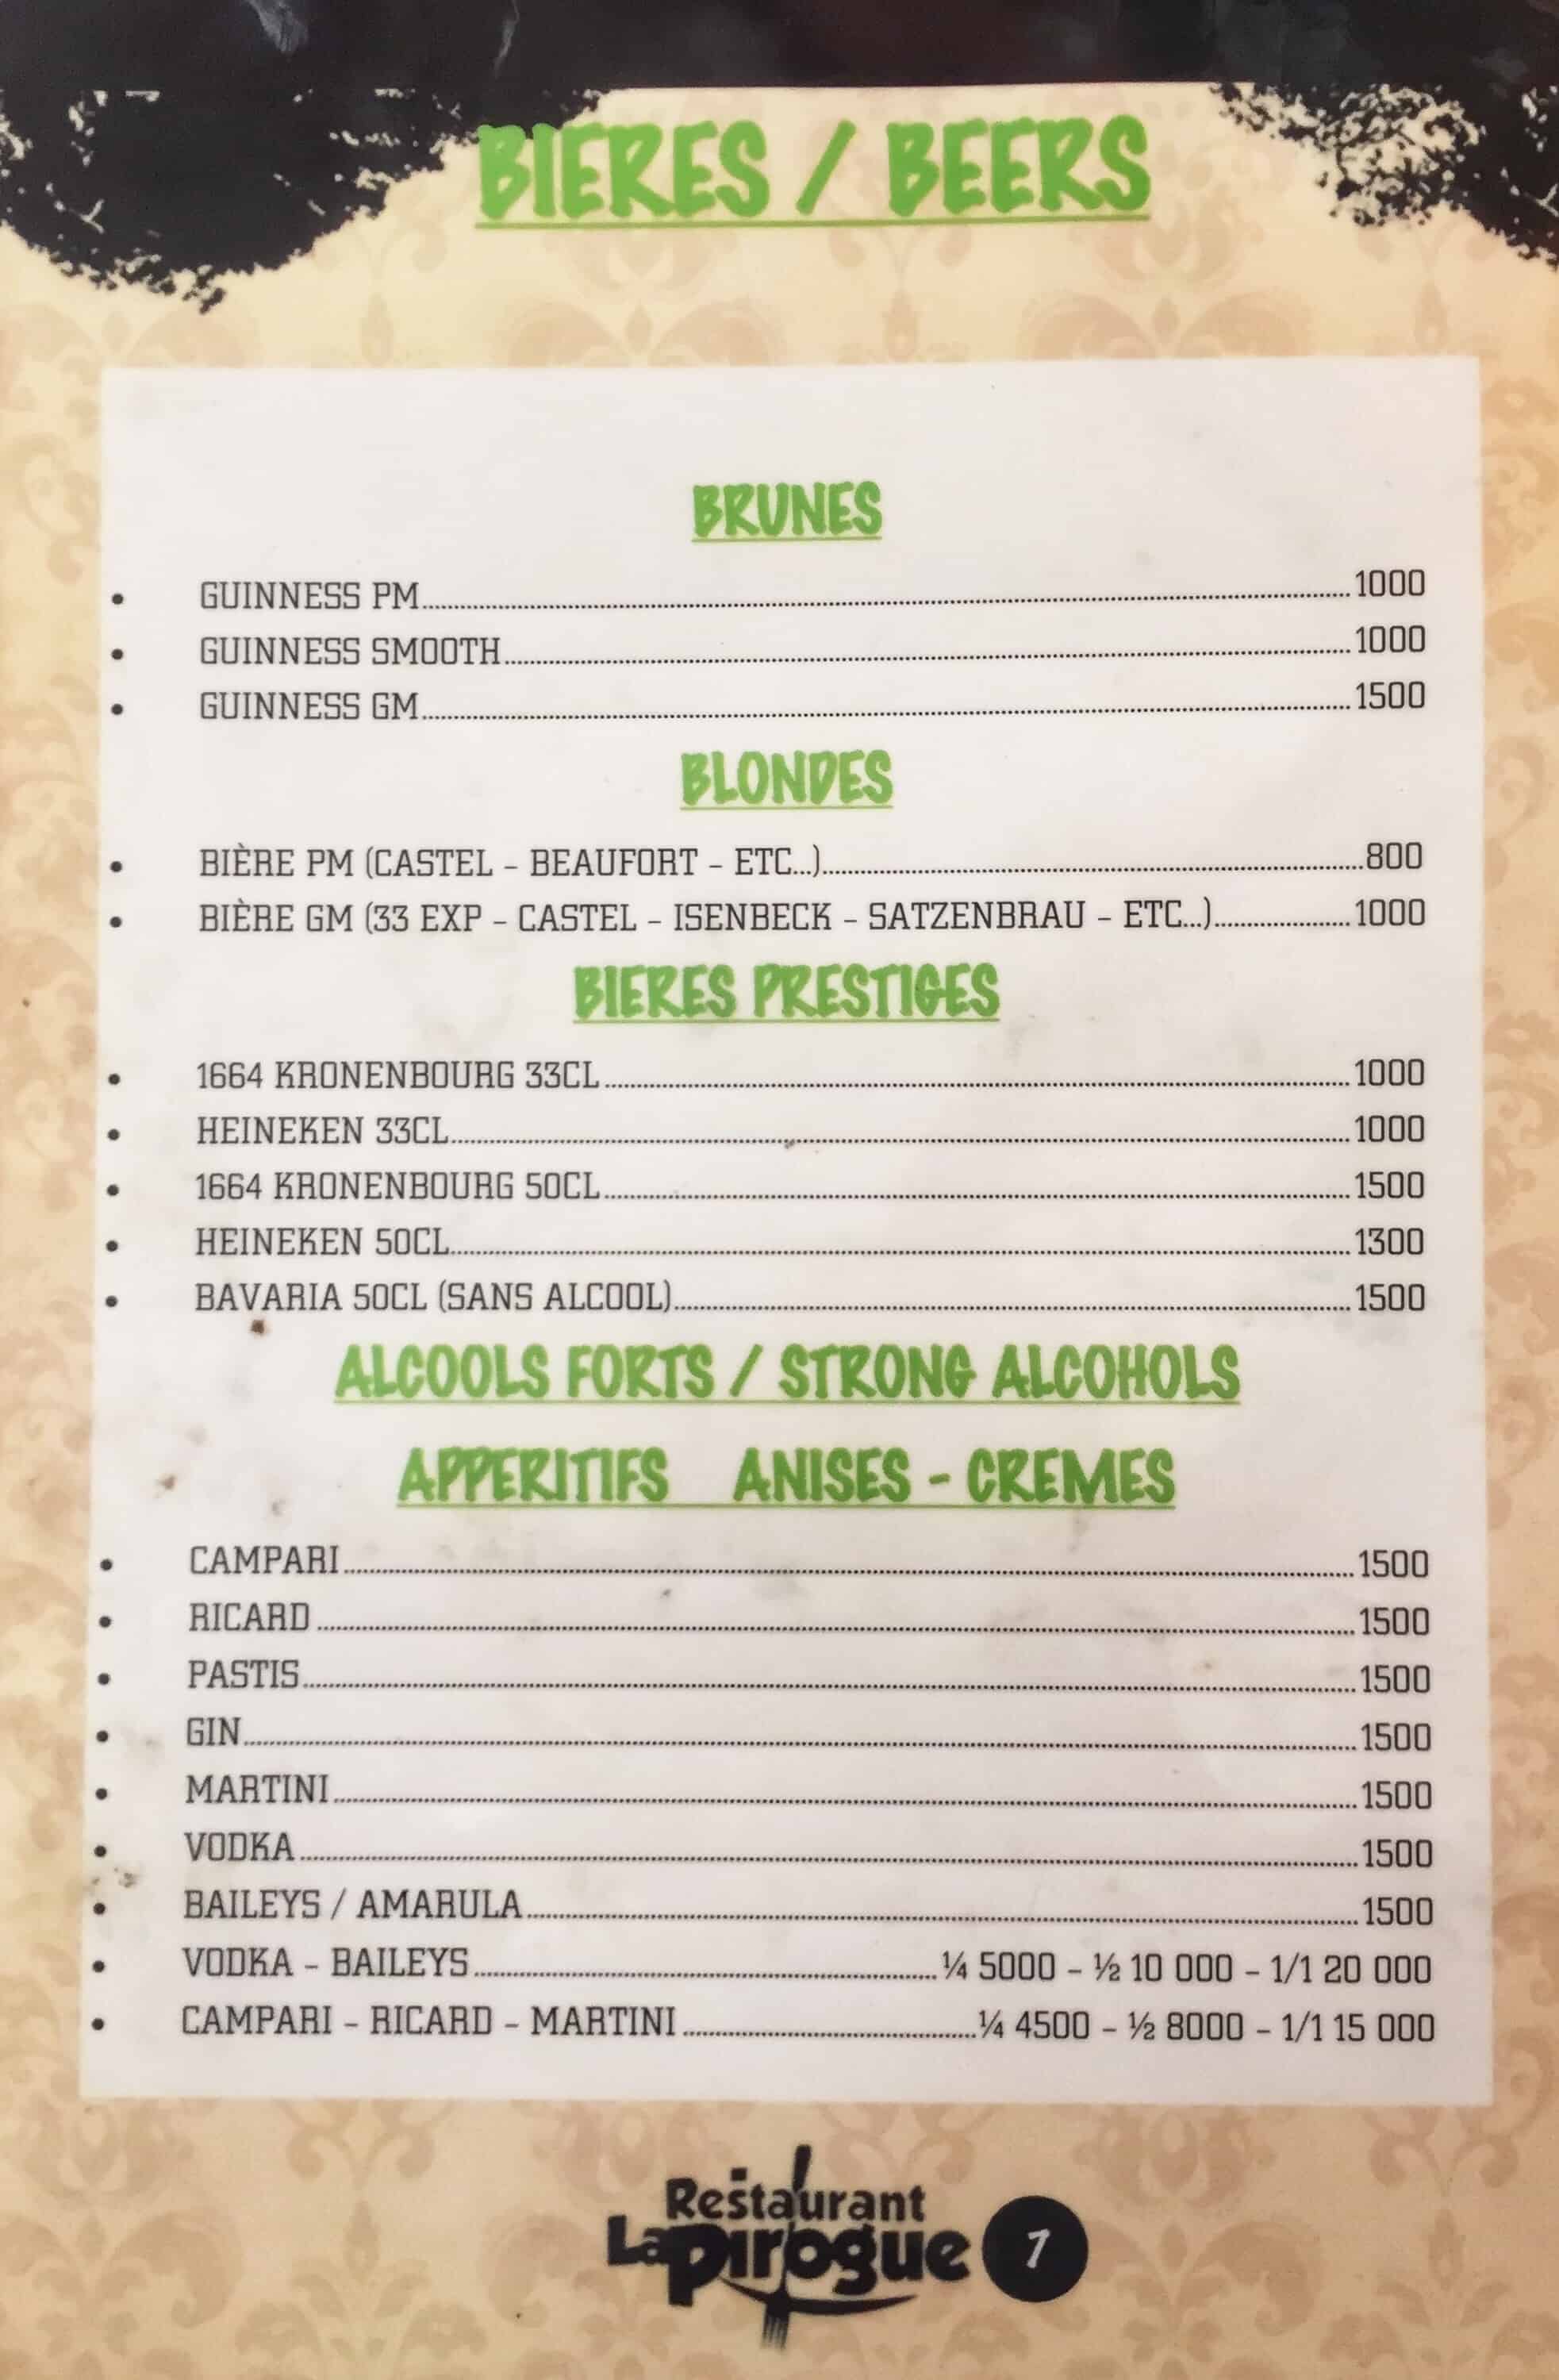 BIERES / BEERS
BRUNES
• GUINNESS PM........1000
• GUINNESS SMOOTH........1000
• GUINNESS GM........1500
BLONDES
• BIÈRE PM (CASTEL - BEAUFORT - ETC...)........800
• BIÈRE GM (33 EXP - CASTEL - ISENBECK - SATZENBRAU - ETC...)........1000
BIERES PRESTIGES
• 1664 KRONENBOURG 33CL........1000
• HEINEKEN 33CL........1000
• 1664 KRONENBOURG 50CL........1500
• HEINEKEN 50CL........1300
• BAVARIA 50CL (SANS ALCOOL)........1500
ALCOOLS FORTS / STRONG ALCOHOLS
APPERITIFS ANISES - CREMES
• CAMPARI........1500
• RICARD........1500
• PASTIS........1500
• GIN........1500
• MARTINI........1500
• VODKA........1500
• BAILEYS / AMARULA........1500
• VODKA - BAILEYS........¼ 5000 - ½ 10 000 - 1/1 20 000
• CAMPARI - RICARD - MARTINI........¼ 4500 - ½ 8000 - 1/1 15 000
Restaurant
La pirogue 7